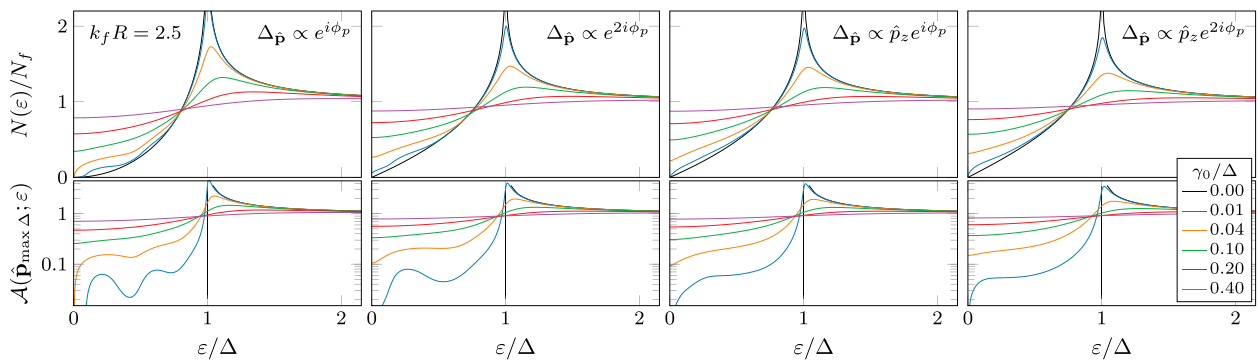 k_f R = 2.5
Δ_p̂ ∝ e^{iϕ_p}
Δ_p̂ ∝ e^{2iϕ_p}
Δ_p̂ ∝ p̂_z e^{iϕ_p}
Δ_p̂ ∝ p̂_z e^{2iϕ_p}
N(ε)/N_f
2
1
0
𝒜(p̂_{max Δ}; ε)
1
0.1
γ_0/Δ
0.00
0.01
0.04
0.10
0.20
0.40
0 1 2 0 1 2 0 1 2 0 1 2
ε/Δ ε/Δ ε/Δ ε/Δ